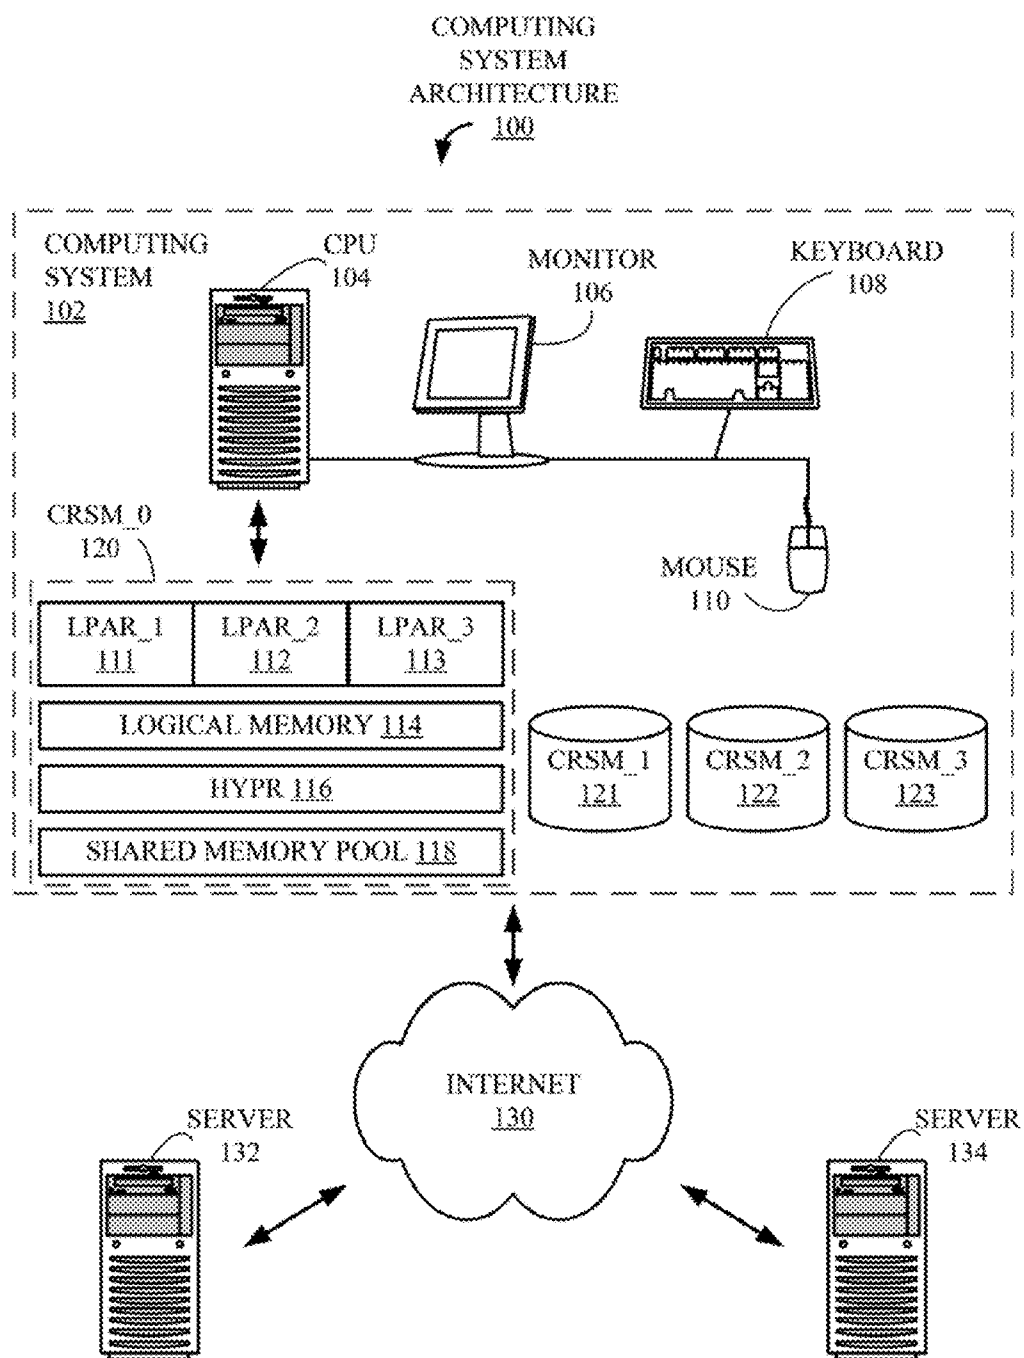 COMPUTING
SYSTEM
ARCHITECTURE
100
COMPUTING
SYSTEM
102
CPU
104
MONITOR
106
KEYBOARD
108
CRSM_0
120
MOUSE
110
LPAR_1
111
LPAR_2
112
LPAR_3
113
LOGICAL MEMORY 114
HYPR 116
SHARED MEMORY POOL 118
CRSM_1
121
CRSM_2
122
CRSM_3
123
INTERNET
130
SERVER
132
SERVER
134